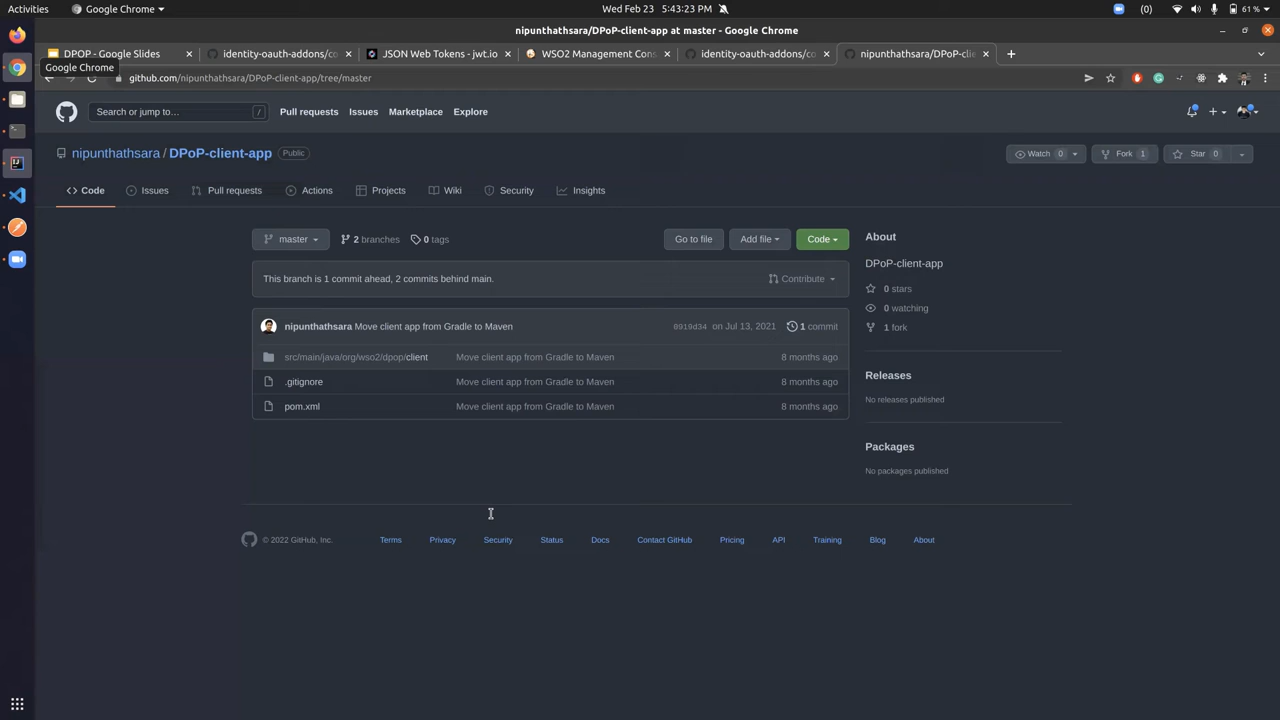 Activities
Google Chrome
Wed Feb 23 5:43:23 PM
(0)
61 %
nipunthathsara/DPoP-client-app at master - Google Chrome
DPOP - Google Slides
identity-oauth-addons/co
JSON Web Tokens - jwt.io
WSO2 Management Cons
identity-oauth-addons/co
nipunthathsara/DPoP-clie
Google Chrome
github.com/nipunthathsara/DPoP-client-app/tree/master
Search or jump to…
/
Pull requests
Issues
Marketplace
Explore
nipunthathsara / DPoP-client-app
Public
Watch 0
Fork 1
Star 0
Code
Issues
Pull requests
Actions
Projects
Wiki
Security
Insights
master
2 branches
0 tags
Go to file
Add file
Code
About
DPoP-client-app
This branch is 1 commit ahead, 2 commits behind main.
Contribute
0 stars
0 watching
1 fork
nipunthathsara Move client app from Gradle to Maven
0919d34 on Jul 13, 2021
1 commit
src/main/java/org/wso2/dpop/client
Move client app from Gradle to Maven
8 months ago
.gitignore
Move client app from Gradle to Maven
8 months ago
pom.xml
Move client app from Gradle to Maven
8 months ago
Releases
No releases published
Packages
No packages published
© 2022 GitHub, Inc.
Terms
Privacy
Security
Status
Docs
Contact GitHub
Pricing
API
Training
Blog
About